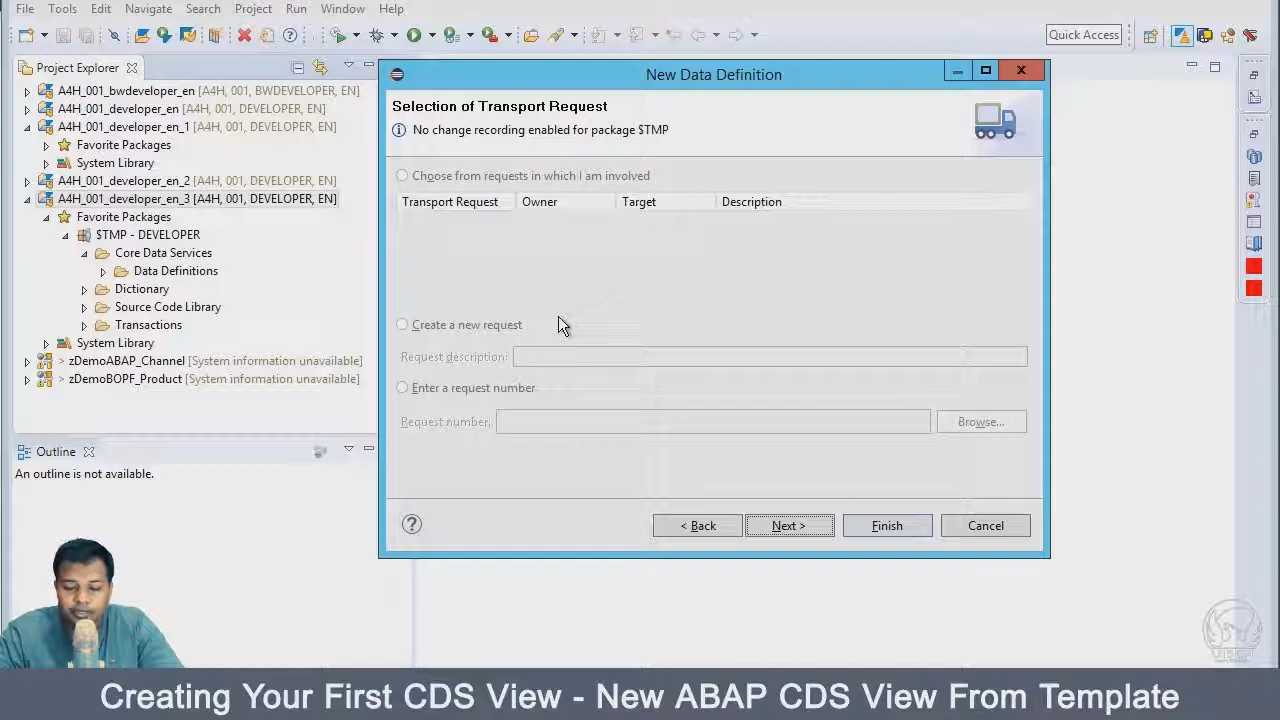 File Tools Edit Navigate Search Project Run Window Help
Quick Access
Project Explorer
A4H_001_bwdeveloper_en [A4H, 001, BWDEVELOPER, EN]
A4H_001_developer_en [A4H, 001, DEVELOPER, EN]
A4H_001_developer_en_1 [A4H, 001, DEVELOPER, EN]
Favorite Packages
System Library
A4H_001_developer_en_2 [A4H, 001, DEVELOPER, EN]
A4H_001_developer_en_3 [A4H, 001, DEVELOPER, EN]
Favorite Packages
$TMP - DEVELOPER
Core Data Services
Data Definitions
Dictionary
Source Code Library
Transactions
System Library
> zDemoABAP_Channel [System information unavailable]
> zDemoBOPF_Product [System information unavailable]
Outline
An outline is not available.
New Data Definition
Selection of Transport Request
No change recording enabled for package $TMP
Choose from requests in which I am involved
Transport Request Owner Target Description
Create a new request
Request description:
Enter a request number
Request number: Browse...
< Back Next > Finish Cancel
Creating Your First CDS View - New ABAP CDS View From Template